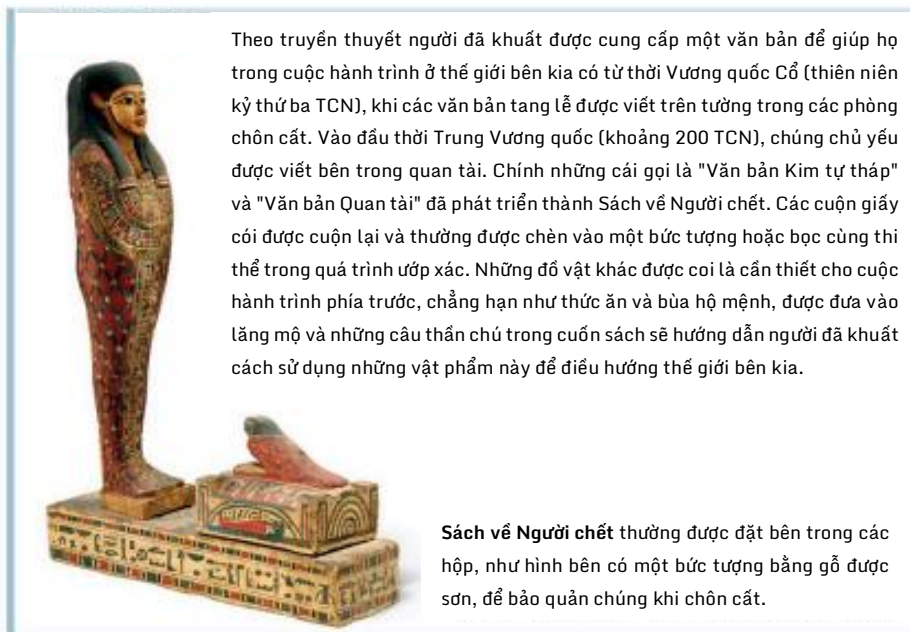 Theo truyền thuyết người đã khuất được cung cấp một văn bản để giúp họ
trong cuộc hành trình ở thế giới bên kia có từ thời Vương quốc Cổ (thiên niên
kỷ thứ ba TCN), khi các văn bản tang lễ được viết trên tường trong các phòng
chôn cất. Vào đầu thời Trung Vương quốc (khoảng 200 TCN), chúng chủ yếu
được viết bên trong quan tài. Chính những cái gọi là "Văn bản Kim tự tháp"
và "Văn bản Quan tài" đã phát triển thành Sách về Người chết. Các cuộn giấy
cói được cuộn lại và thường được chèn vào một bức tượng hoặc bọc cùng thi
thể trong quá trình ướp xác. Những đồ vật khác được coi là cần thiết cho cuộc
hành trình phía trước, chẳng hạn như thức ăn và bùa hộ mệnh, được đưa vào
lăng mộ và những câu thần chú trong cuốn sách sẽ hướng dẫn người đã khuất
cách sử dụng những vật phẩm này để điều hướng thế giới bên kia.
Sách về Người chết thường được đặt bên trong các
hộp, như hình bên có một bức tượng bằng gỗ được
sơn, để bảo quản chúng khi chôn cất.